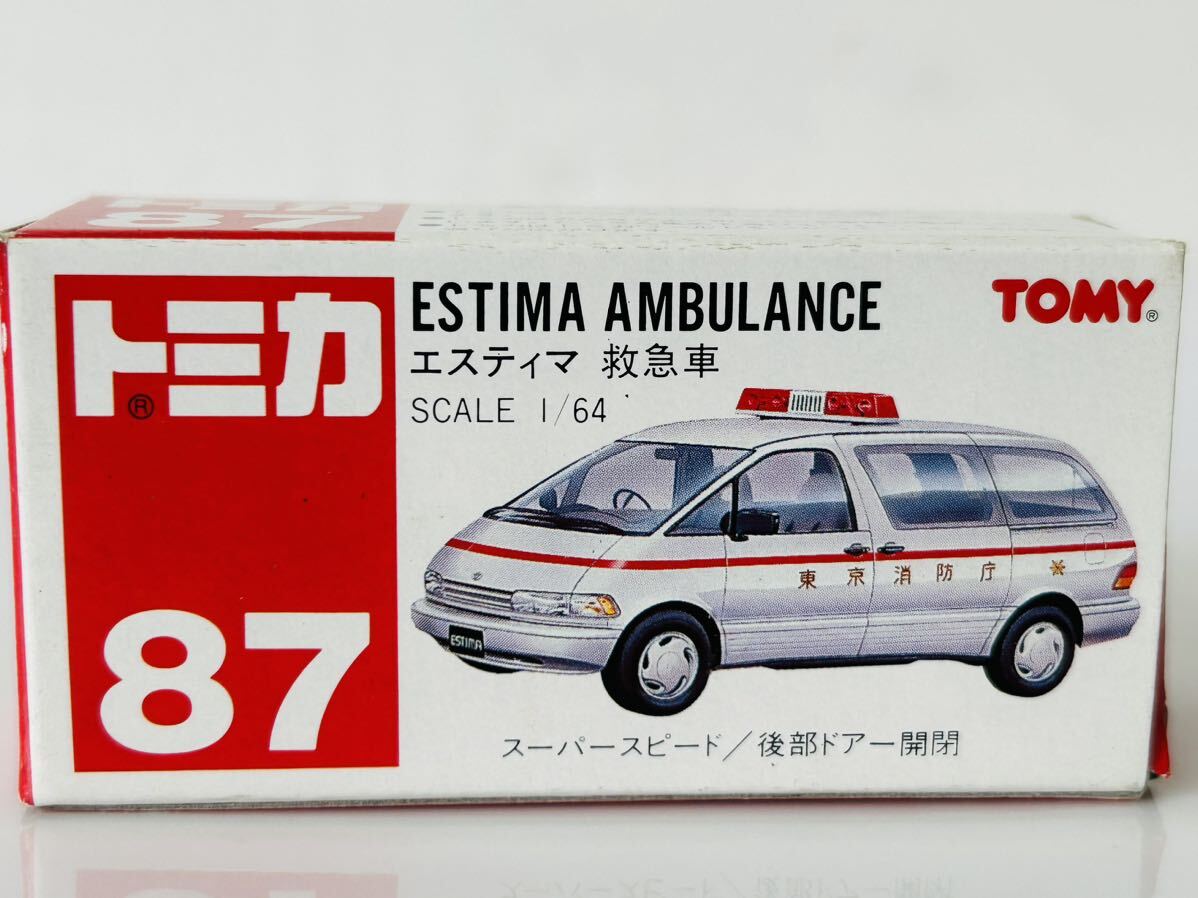 87
トミカ®
87
ESTIMA AMBULANCE
エスティマ 救急車
SCALE 1/64
TOMY®
東京消防庁
ESTIMA
スーパースピード/後部ドアー開閉